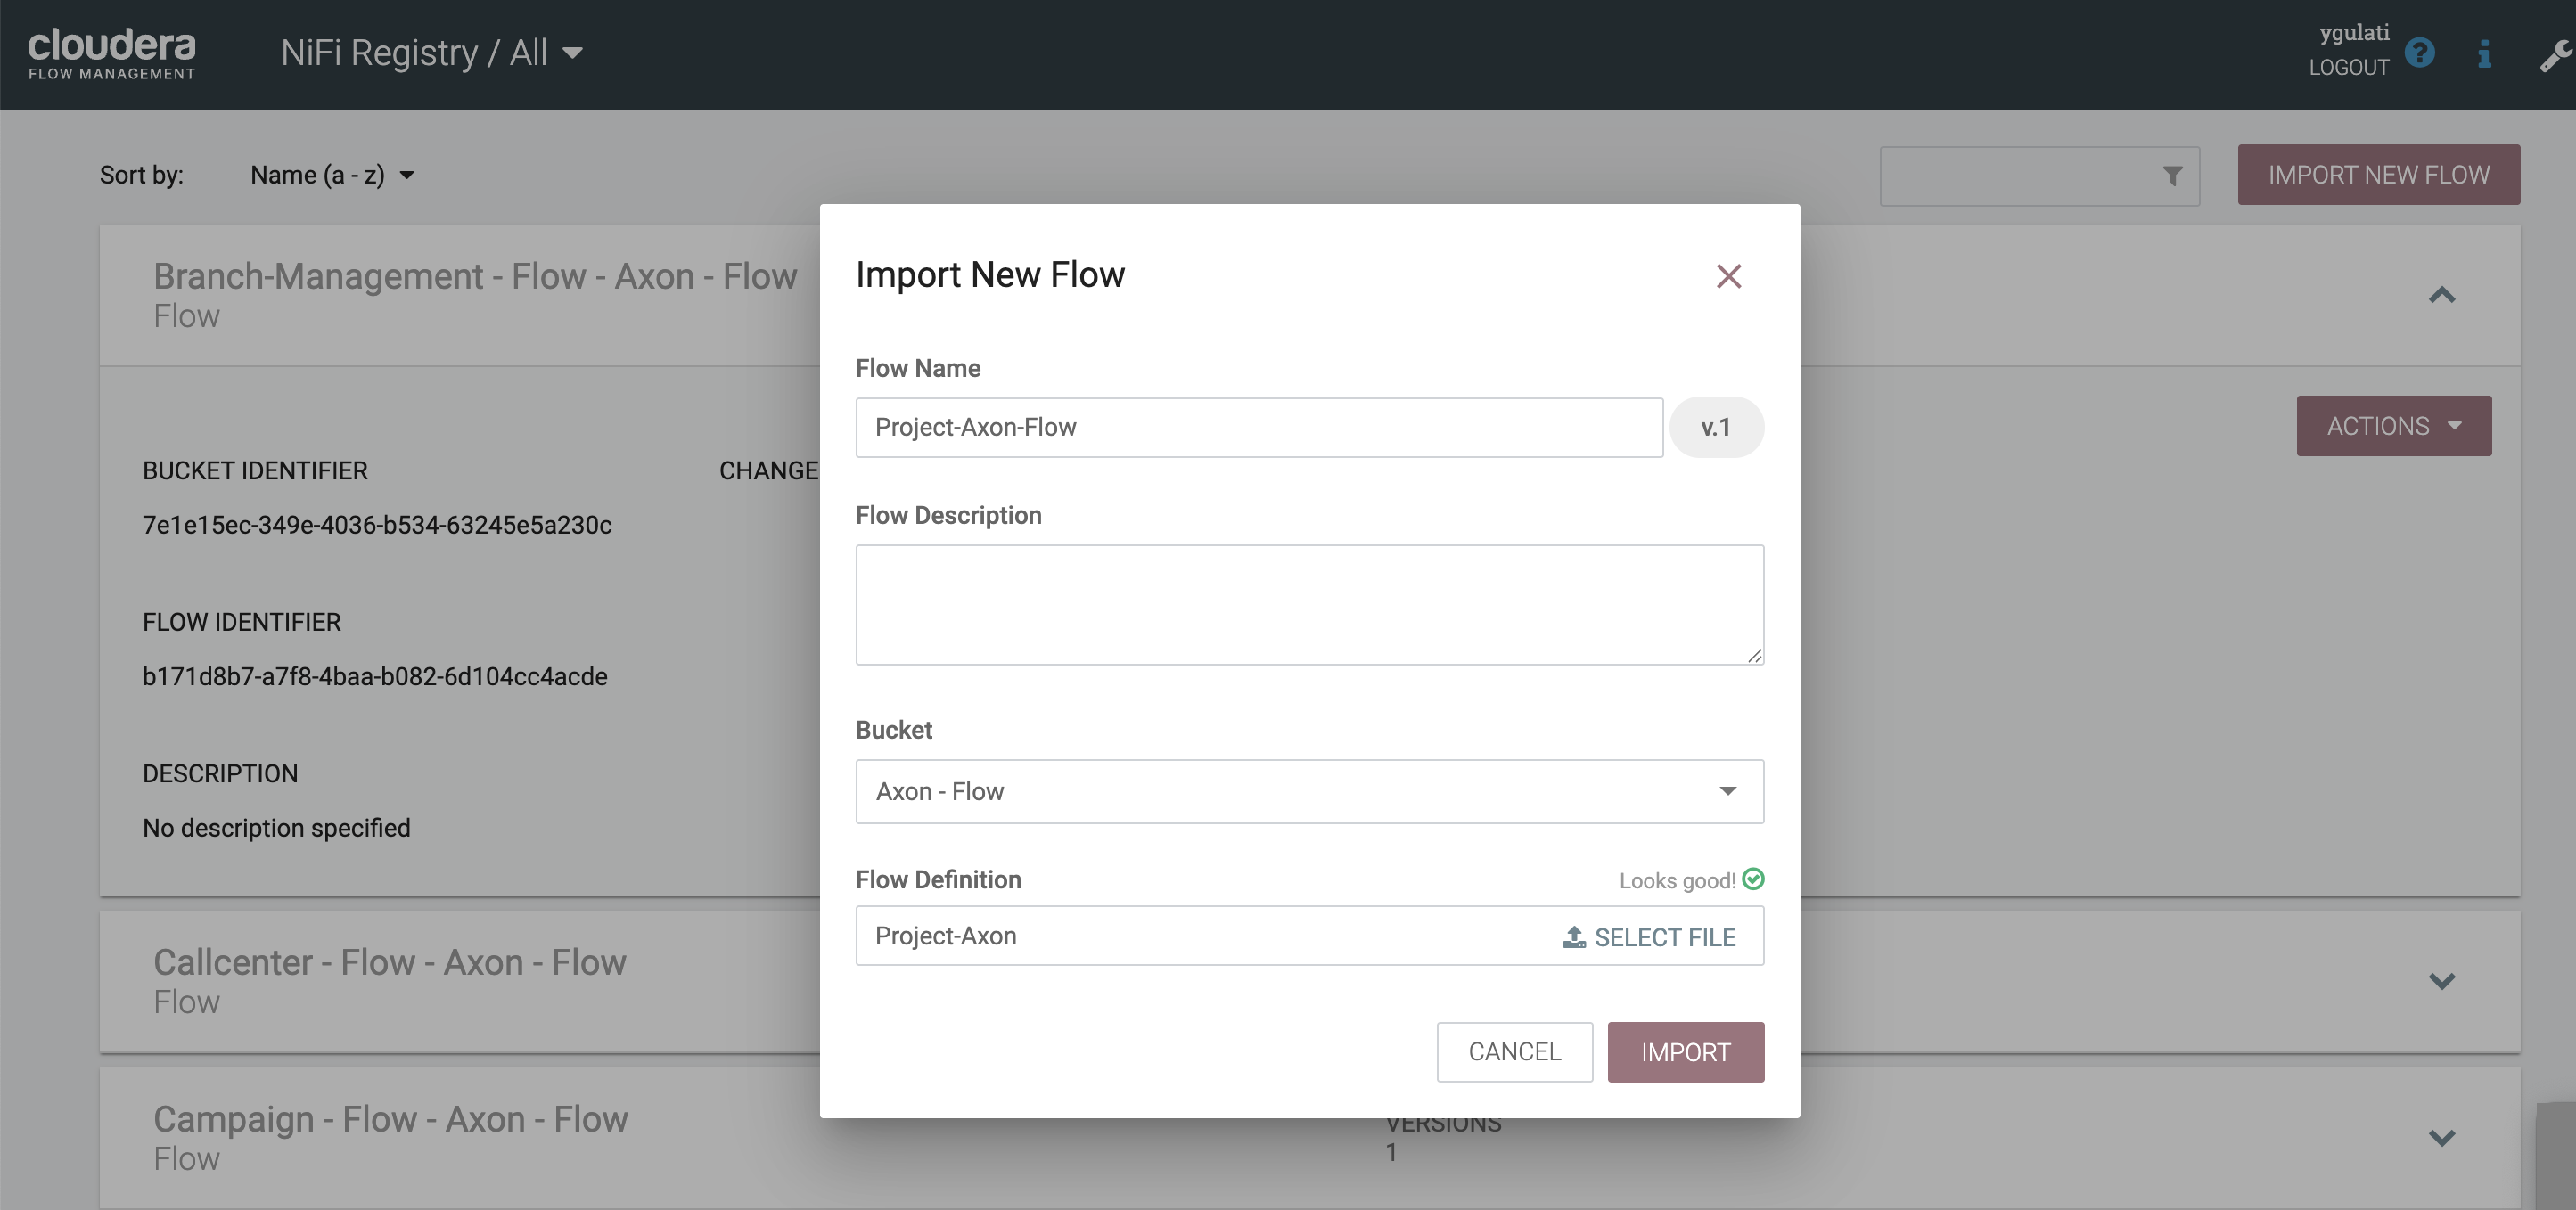 cloudera
FLOW MANAGEMENT
NiFi Registry / All
ygulati
LOGOUT
Sort by:
Name (a - z)
IMPORT NEW FLOW
Branch-Management - Flow - Axon - Flow
Flow
ACTIONS
BUCKET IDENTIFIER
CHANGE
7e1e15ec-349e-4036-b534-63245e5a230c
FLOW IDENTIFIER
b171d8b7-a7f8-4baa-b082-6d104cc4acde
DESCRIPTION
No description specified
Callcenter - Flow - Axon - Flow
Flow
Campaign - Flow - Axon - Flow
Flow
VERSIONS
1
Import New Flow
Flow Name
Project-Axon-Flow
v.1
Flow Description
Bucket
Axon - Flow
Flow Definition
Looks good!
Project-Axon
SELECT FILE
CANCEL
IMPORT